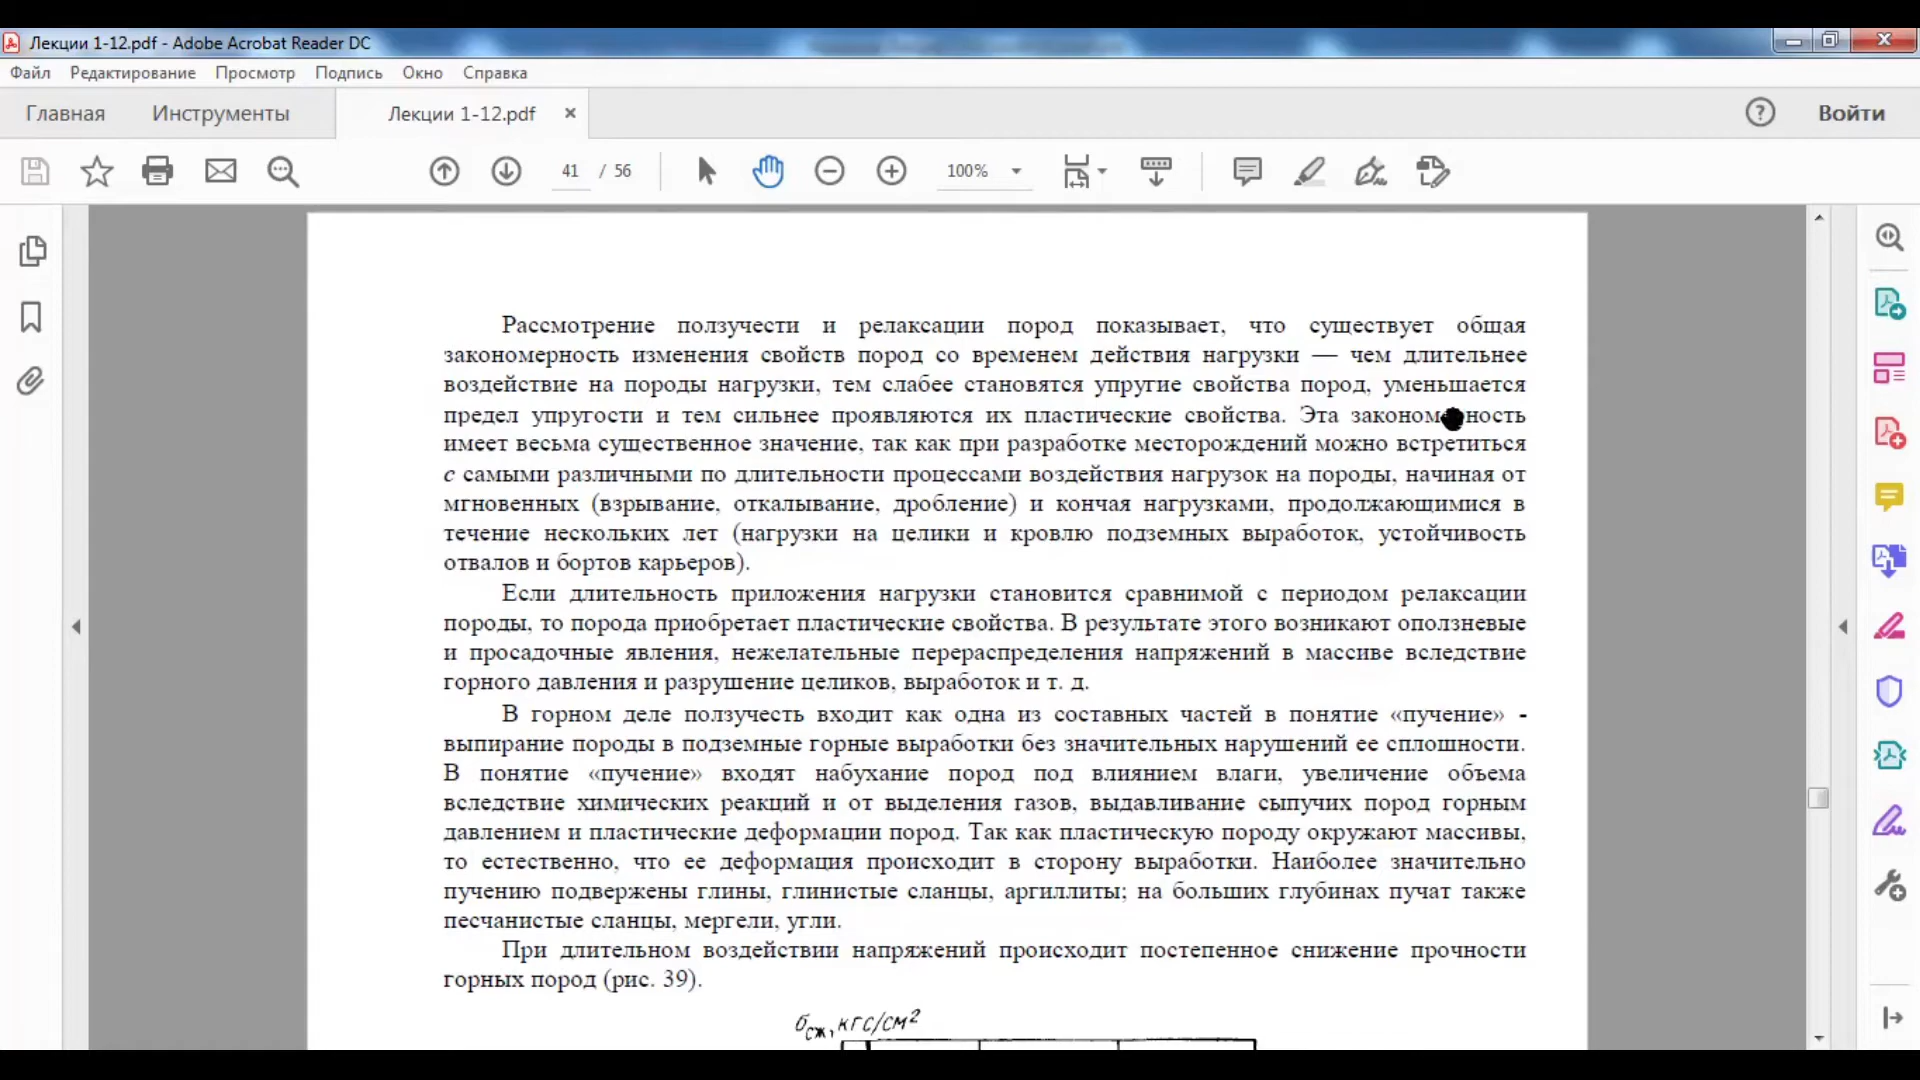 Лекции 1-12.pdf - Adobe Acrobat Reader DC
Файл Редактирование Просмотр Подпись Окно Справка
Главная Инструменты Лекции 1-12.pdf Войти
41 / 56 100%
Рассмотрение ползучести и релаксации пород показывает, что существует общая
закономерность изменения свойств пород со временем действия нагрузки — чем длительнее
воздействие на породы нагрузки, тем слабее становятся упругие свойства пород, уменьшается
предел упругости и тем сильнее проявляются их пластические свойства. Эта закономерность
имеет весьма существенное значение, так как при разработке месторождений можно встретиться
с самыми различными по длительности процессами воздействия нагрузок на породы, начиная от
мгновенных (взрывание, откалывание, дробление) и кончая нагрузками, продолжающимися в
течение нескольких лет (нагрузки на целики и кровлю подземных выработок, устойчивость
отвалов и бортов карьеров).
Если длительность приложения нагрузки становится сравнимой с периодом релаксации
породы, то порода приобретает пластические свойства. В результате этого возникают оползневые
и просадочные явления, нежелательные перераспределения напряжений в массиве вследствие
горного давления и разрушение целиков, выработок и т. д.
В горном деле ползучесть входит как одна из составных частей в понятие «пучение» -
выпирание породы в подземные горные выработки без значительных нарушений ее сплошности.
В понятие «пучение» входят набухание пород под влиянием влаги, увеличение объема
вследствие химических реакций и от выделения газов, выдавливание сыпучих пород горным
давлением и пластические деформации пород. Так как пластическую породу окружают массивы,
то естественно, что ее деформация происходит в сторону выработки. Наиболее значительно
пучению подвержены глины, глинистые сланцы, аргиллиты; на больших глубинах пучат также
песчанистые сланцы, мергели, угли.
При длительном воздействии напряжений происходит постепенное снижение прочности
горных пород (рис. 39).
σсж, кгс/см²